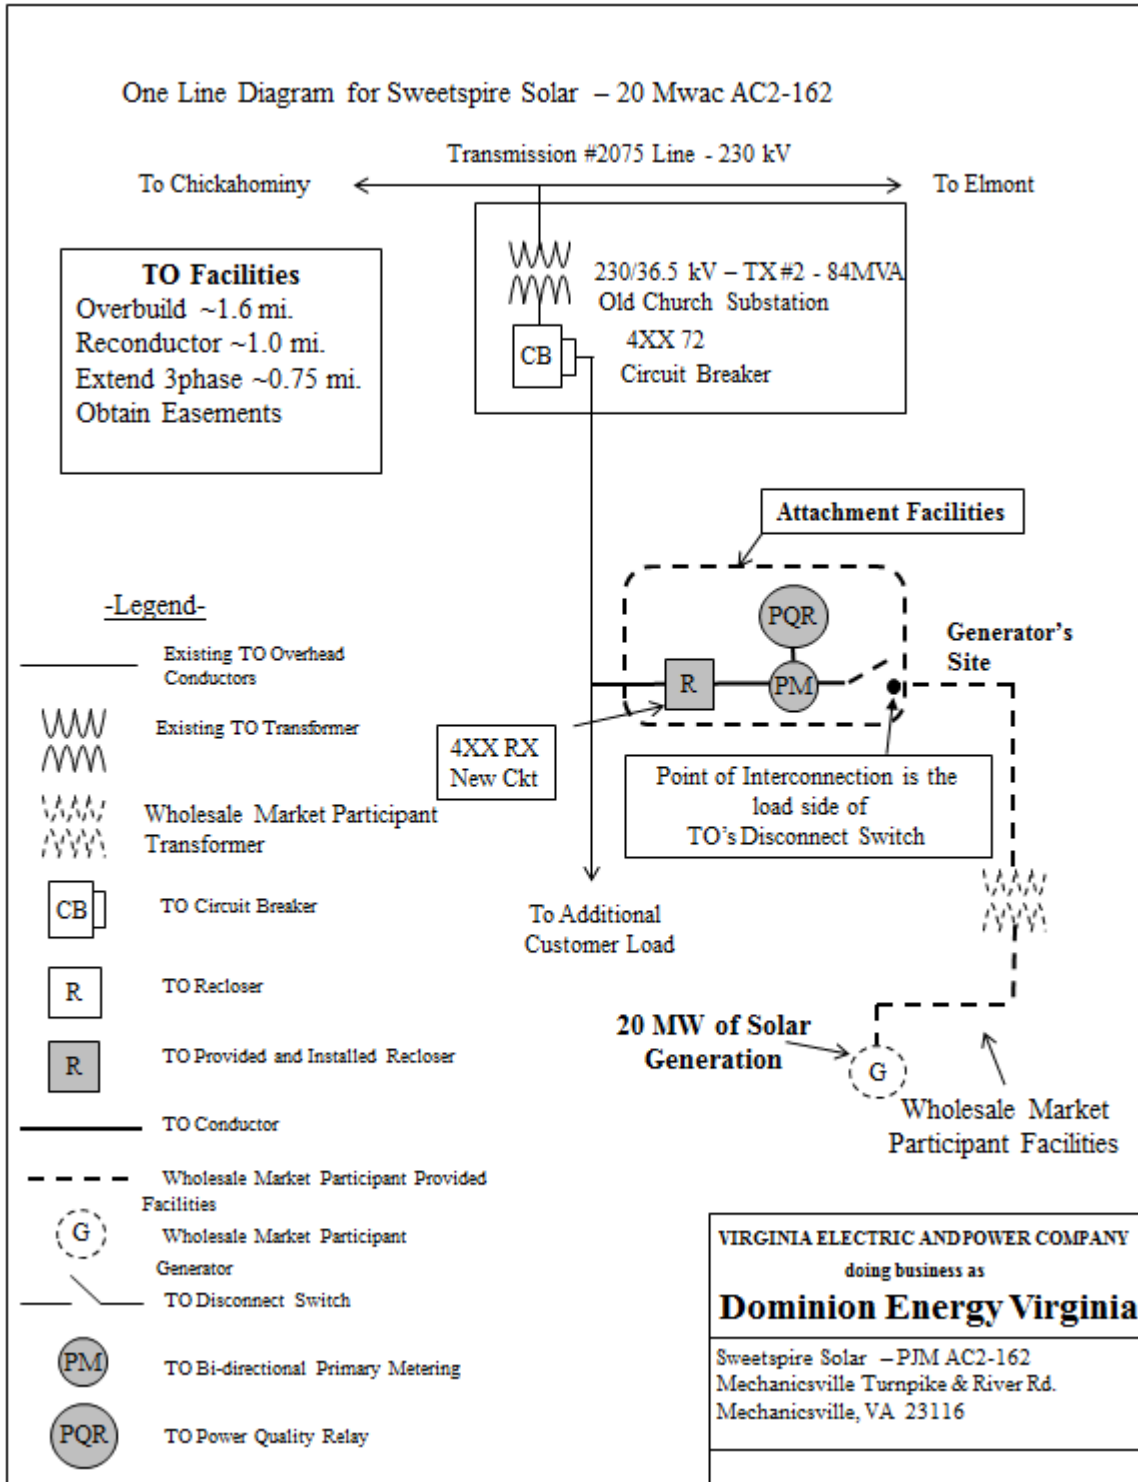 One Line Diagram for Sweetspire Solar – 20 Mwac AC2-162
Transmission #2075 Line - 230 kV
To Chickahominy
To Elmont
TO Facilities
Overbuild ~1.6 mi.
Reconductor ~1.0 mi.
Extend 3phase ~0.75 mi.
Obtain Easements
230/36.5 kV – TX #2 - 84MVA
Old Church Substation
CB
4XX 72
Circuit Breaker
Attachment Facilities
PQR
R
PM
Generator's
Site
4XX RX
New Ckt
Point of Interconnection is the
load side of
TO's Disconnect Switch
To Additional
Customer Load
20 MW of Solar
Generation
G
Wholesale Market
Participant Facilities
-Legend-
Existing TO Overhead
Conductors
Existing TO Transformer
Wholesale Market Participant
Transformer
CB
TO Circuit Breaker
R
TO Recloser
R
TO Provided and Installed Recloser
TO Conductor
Wholesale Market Participant Provided
Facilities
G
Wholesale Market Participant
Generator
TO Disconnect Switch
PM
TO Bi-directional Primary Metering
PQR
TO Power Quality Relay
VIRGINIA ELECTRIC AND POWER COMPANY
doing business as
Dominion Energy Virginia
Sweetspire Solar – PJM AC2-162
Mechanicsville Turnpike & River Rd.
Mechanicsville, VA 23116